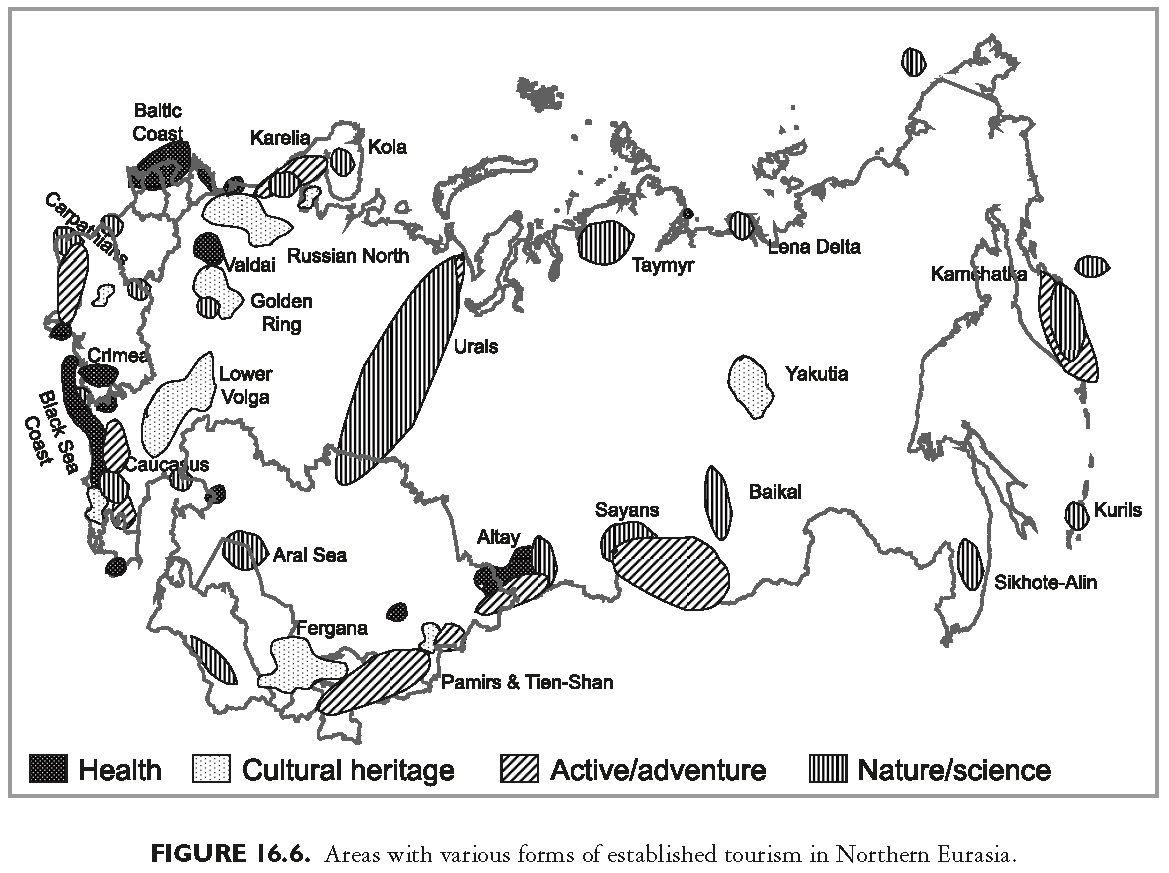 Baltic
Coast
Karelia
Kola
Carpathians
Russian North
Valdai
Golden
Ring
Taymyr
Lena Delta
Kamchatka
Urals
Crimea
Lower
Volga
Yakutia
Black Sea
Coast
Caucasus
Baikal
Sayans
Kurils
Altay
Aral Sea
Sikhote-Alin
Fergana
Pamirs & Tien-Shan
Health
Cultural heritage
Active/adventure
Nature/science
FIGURE 16.6. Areas with various forms of established tourism in Northern Eurasia.